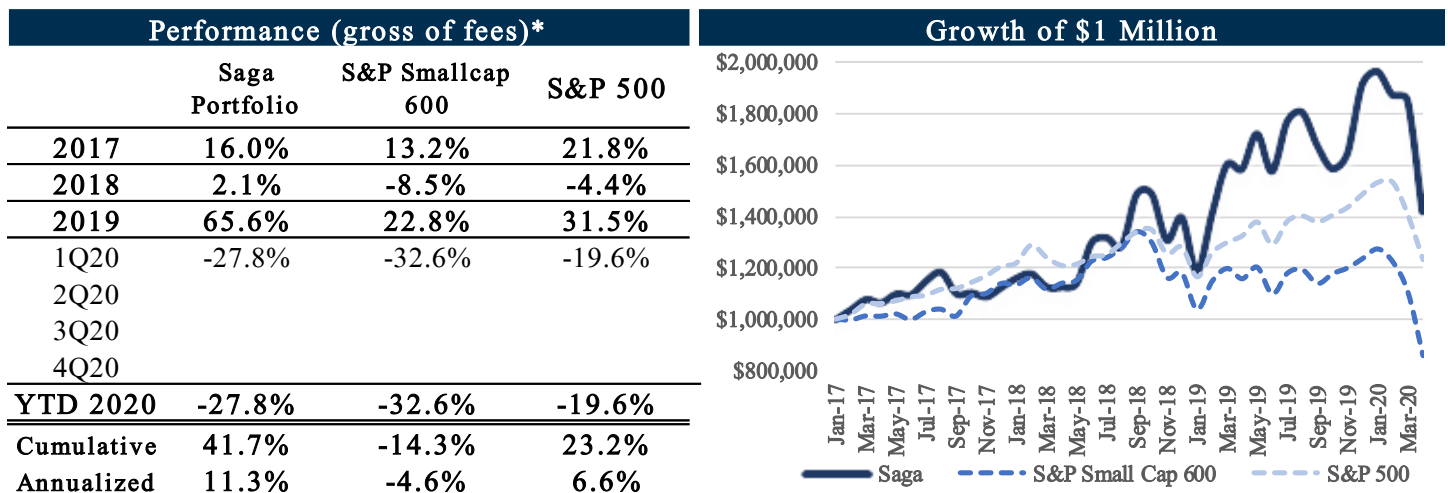 Performance (gross of fees)*
Saga Portfolio S&P Smallcap 600 S&P 500
2017 16.0% 13.2% 21.8%
2018 2.1% -8.5% -4.4%
2019 65.6% 22.8% 31.5%
1Q20 -27.8% -32.6% -19.6%
2Q20
3Q20
4Q20
YTD 2020 -27.8% -32.6% -19.6%
Cumulative 41.7% -14.3% 23.2%
Annualized 11.3% -4.6% 6.6%
Growth of $1 Million
$2,000,000
$1,800,000
$1,600,000
$1,400,000
$1,200,000
$1,000,000
$800,000
Jan-17 Mar-17 May-17 Jul-17 Sep-17 Nov-17 Jan-18 Mar-18 May-18 Jul-18 Sep-18 Nov-18 Jan-19 Mar-19 May-19 Jul-19 Sep-19 Nov-19 Jan-20 Mar-20
Saga S&P Small Cap 600 S&P 500